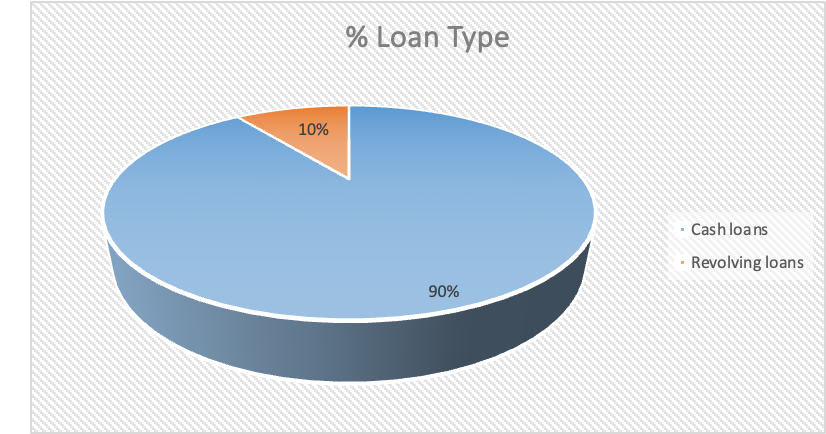 % Loan Type
10%
90%
Cash loans
Revolving loans